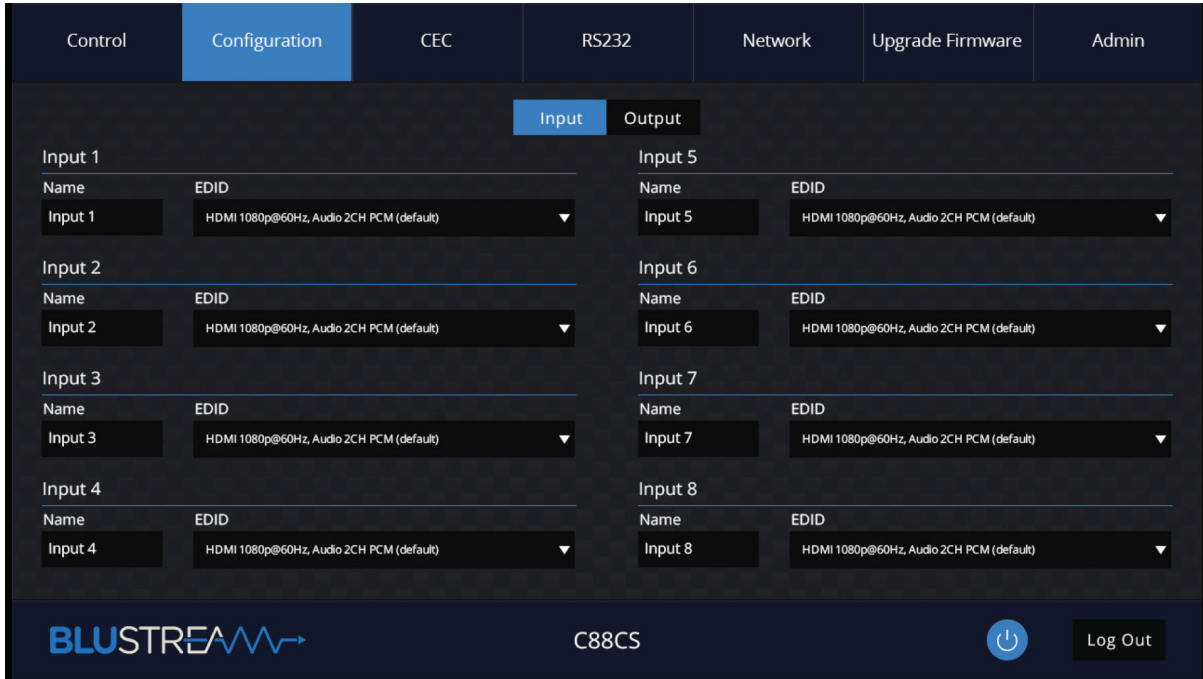 Control Configuration CEC RS232 Network Upgrade Firmware Admin
Input Output
Input 1
Name EDID
Input 1 HDMI 1080p@60Hz, Audio 2CH PCM (default)
Input 2
Name EDID
Input 2 HDMI 1080p@60Hz, Audio 2CH PCM (default)
Input 3
Name EDID
Input 3 HDMI 1080p@60Hz, Audio 2CH PCM (default)
Input 4
Name EDID
Input 4 HDMI 1080p@60Hz, Audio 2CH PCM (default)
Input 5
Name EDID
Input 5 HDMI 1080p@60Hz, Audio 2CH PCM (default)
Input 6
Name EDID
Input 6 HDMI 1080p@60Hz, Audio 2CH PCM (default)
Input 7
Name EDID
Input 7 HDMI 1080p@60Hz, Audio 2CH PCM (default)
Input 8
Name EDID
Input 8 HDMI 1080p@60Hz, Audio 2CH PCM (default)
BLUSTREAM C88CS Log Out